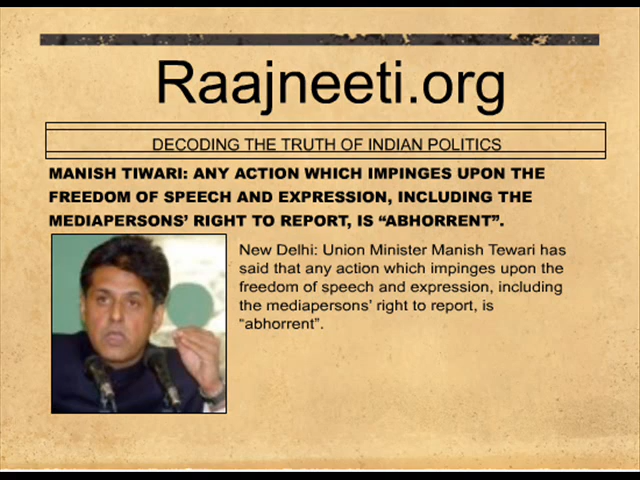 Raajneeti.org
DECODING THE TRUTH OF INDIAN POLITICS
MANISH TIWARI: ANY ACTION WHICH IMPINGES UPON THE
FREEDOM OF SPEECH AND EXPRESSION, INCLUDING THE
MEDIAPERSONS’ RIGHT TO REPORT, IS “ABHORRENT”.
New Delhi: Union Minister Manish Tewari has
said that any action which impinges upon the
freedom of speech and expression, including
the mediapersons’ right to report, is
“abhorrent”.